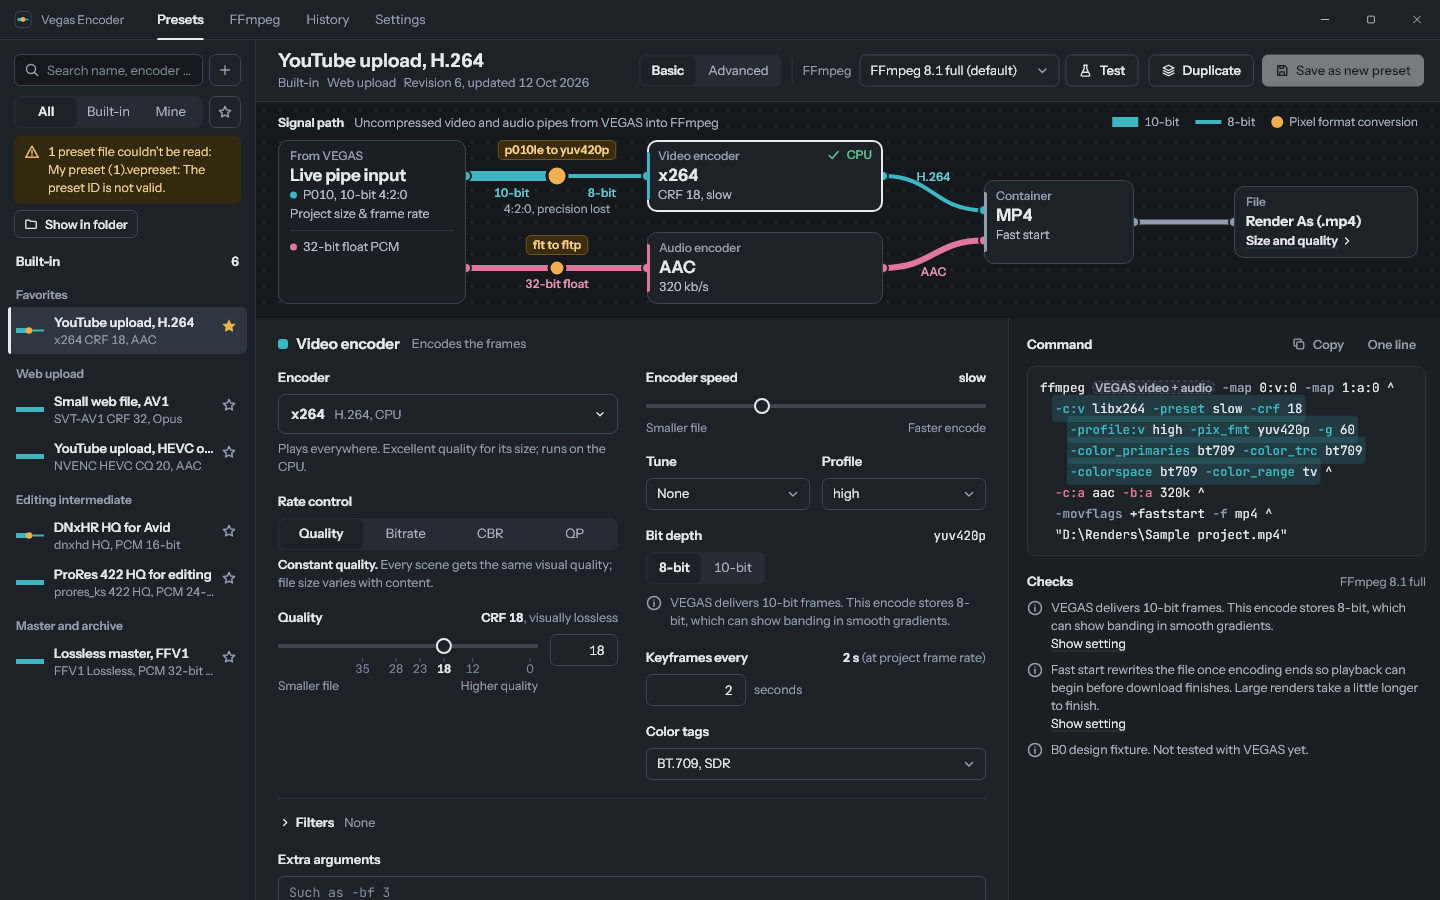 Vegas Encoder
Presets
FFmpeg
History
Settings
Search name, encoder ...
All
Built-in
Mine
1 preset file couldn't be read:
My preset (1).vepreset: The
preset ID is not valid.
Show in folder
Built-in 6
Favorites
YouTube upload, H.264
x264 CRF 18, AAC
Web upload
Small web file, AV1
SVT-AV1 CRF 32, Opus
YouTube upload, HEVC o...
NVENC HEVC CQ 20, AAC
Editing intermediate
DNxHR HQ for Avid
dnxhd HQ, PCM 16-bit
ProRes 422 HQ for editing
prores_ks 422 HQ, PCM 24-...
Master and archive
Lossless master, FFV1
FFV1 Lossless, PCM 32-bit ...
YouTube upload, H.264
Built-in Web upload Revision 6, updated 12 Oct 2026
Basic
Advanced
FFmpeg
FFmpeg 8.1 full (default)
Test
Duplicate
Save as new preset
Signal path Uncompressed video and audio pipes from VEGAS into FFmpeg
10-bit
8-bit
Pixel format conversion
From VEGAS
Live pipe input
P010, 10-bit 4:2:0
Project size & frame rate
32-bit float PCM
p010le to yuv420p
10-bit
8-bit
4:2:0, precision lost
flt to fltp
32-bit float
Video encoder
CPU
x264
CRF 18, slow
Audio encoder
AAC
320 kb/s
H.264
AAC
Container
MP4
Fast start
File
Render As (.mp4)
Size and quality
Video encoder Encodes the frames
Encoder
x264 H.264, CPU
Plays everywhere. Excellent quality for its size; runs on the
CPU.
Rate control
Quality
Bitrate
CBR
QP
Constant quality. Every scene gets the same visual quality;
file size varies with content.
Quality
CRF 18, visually lossless
18
35 28 23 18 12 0
Smaller file
Higher quality
Encoder speed
slow
Smaller file
Faster encode
Tune
None
Profile
high
Bit depth
yuv420p
8-bit
10-bit
VEGAS delivers 10-bit frames. This encode stores 8-
bit, which can show banding in smooth gradients.
Keyframes every
2 s (at project frame rate)
2
seconds
Color tags
BT.709, SDR
Filters None
Extra arguments
Such as -bf 3
Command
Copy
One line
ffmpeg VEGAS video + audio -map 0:v:0 -map 1:a:0 ^
-c:v libx264 -preset slow -crf 18
-profile:v high -pix_fmt yuv420p -g 60
-color_primaries bt709 -color_trc bt709
-colorspace bt709 -color_range tv ^
-c:a aac -b:a 320k ^
-movflags +faststart -f mp4 ^
"D:\Renders\Sample project.mp4"
Checks
FFmpeg 8.1 full
VEGAS delivers 10-bit frames. This encode stores 8-bit, which
can show banding in smooth gradients.
Show setting
Fast start rewrites the file once encoding ends so playback can
begin before download finishes. Large renders take a little longer
to finish.
Show setting
B0 design fixture. Not tested with VEGAS yet.